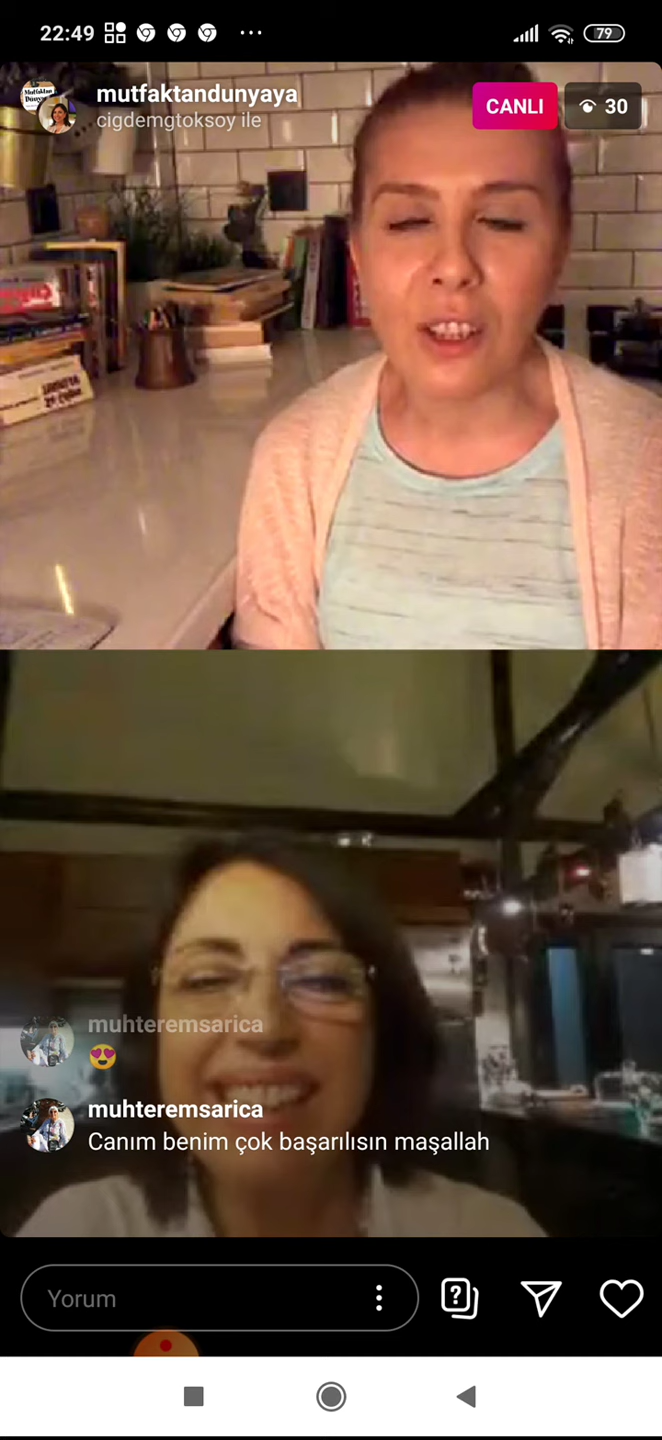 22:49
79
mutfaktandunyaya
cigdemgtoksoy ile
CANLI
30
muhteremsarica
😍
muhteremsarica
Canım benim çok başarılısın maşallah
Yorum